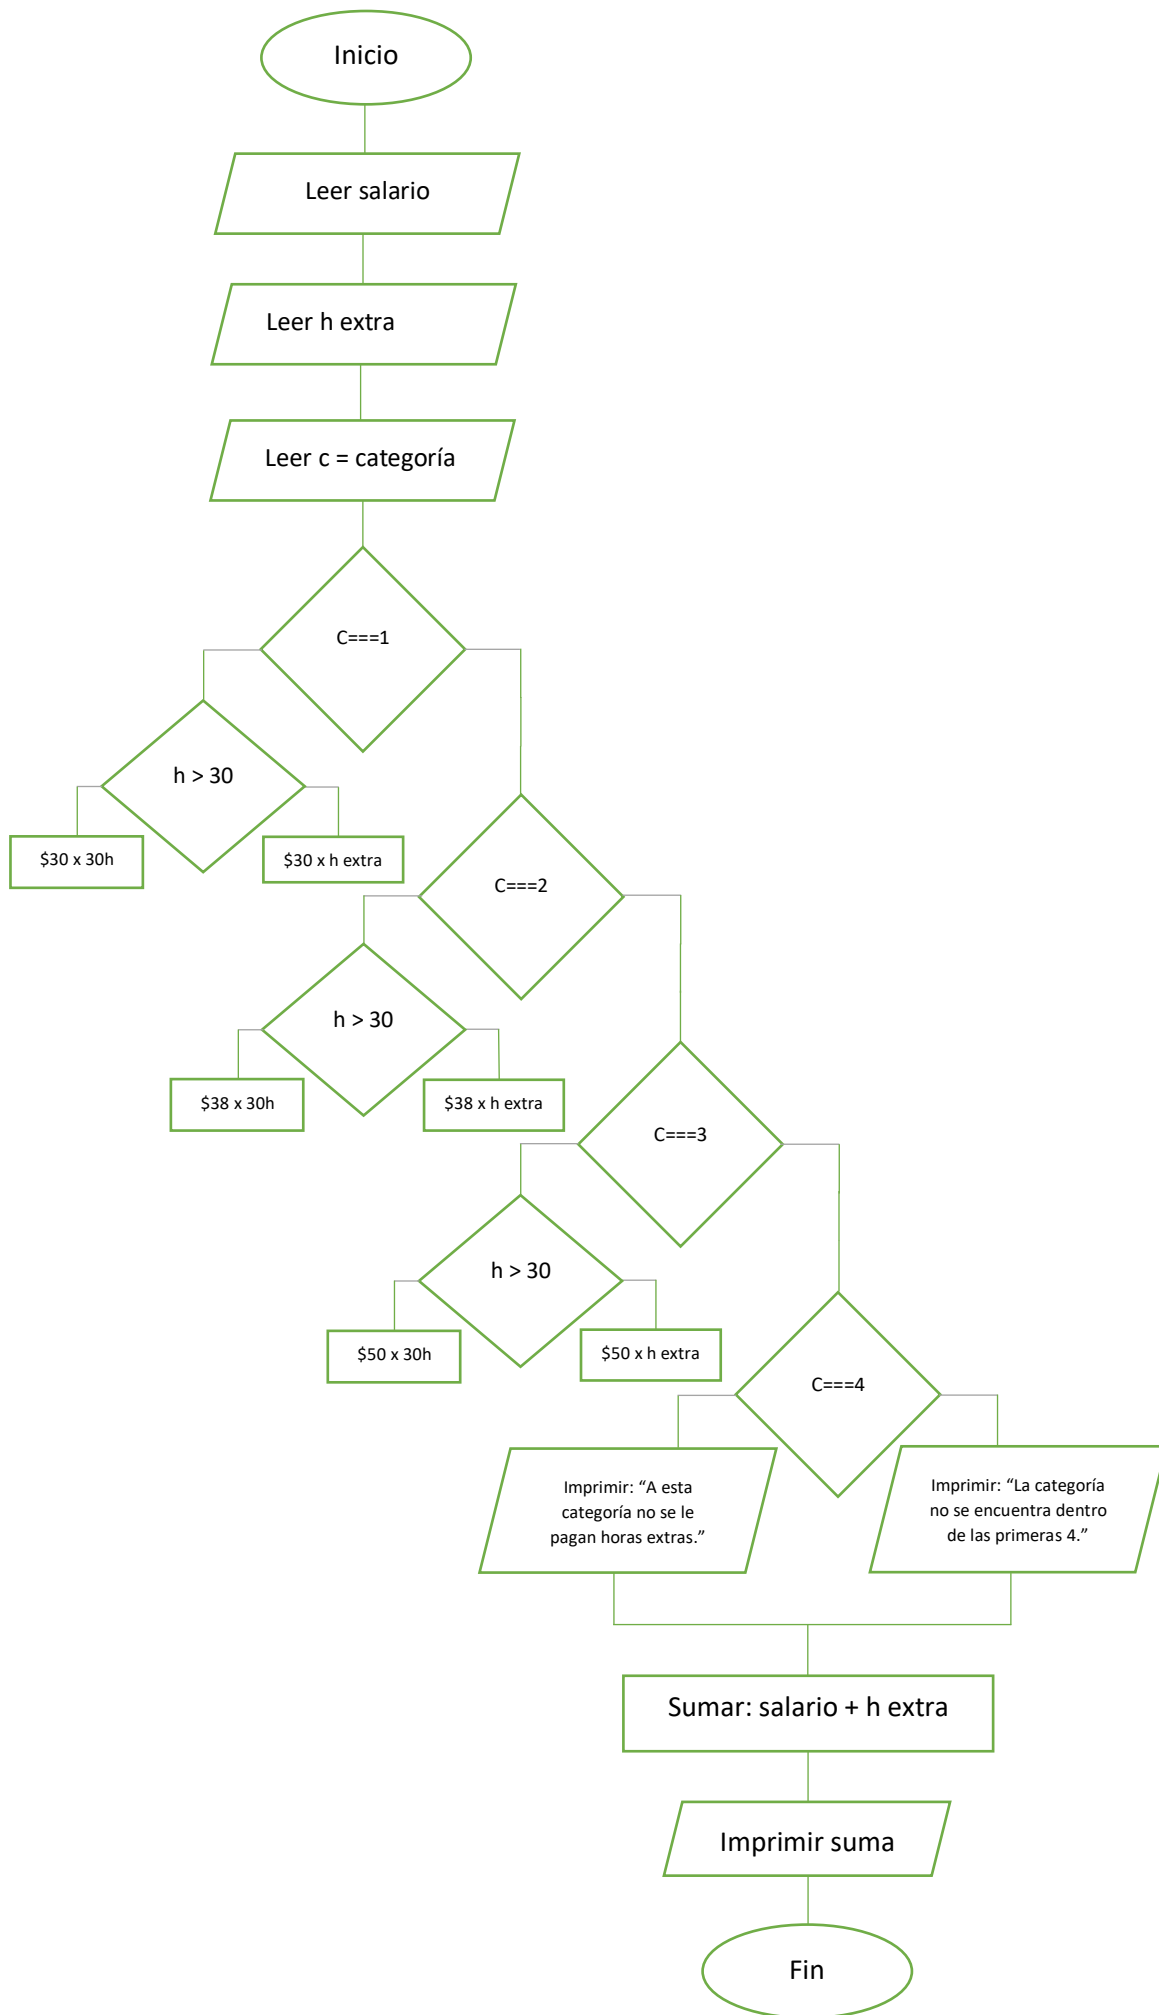 Inicio
Leer salario
Leer h extra
Leer c = categoría
C===1
h > 30
$30 x 30h
$30 x h extra
C===2
h > 30
$38 x 30h
$38 x h extra
C===3
h > 30
$50 x 30h
$50 x h extra
C===4
Imprimir: “A esta
categoría no se le
pagan horas extras.”
Imprimir: “La categoría
no se encuentra dentro
de las primeras 4.”
Sumar: salario + h extra
Imprimir suma
Fin